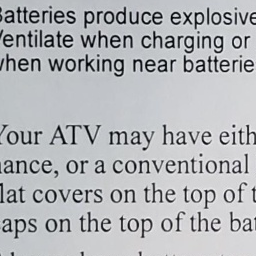 Batteries produce explosive
Ventilate when charging or
when working near batterie
Your ATV may have eith
nance, or a conventional
flat covers on the top of t
caps on the top of the bat